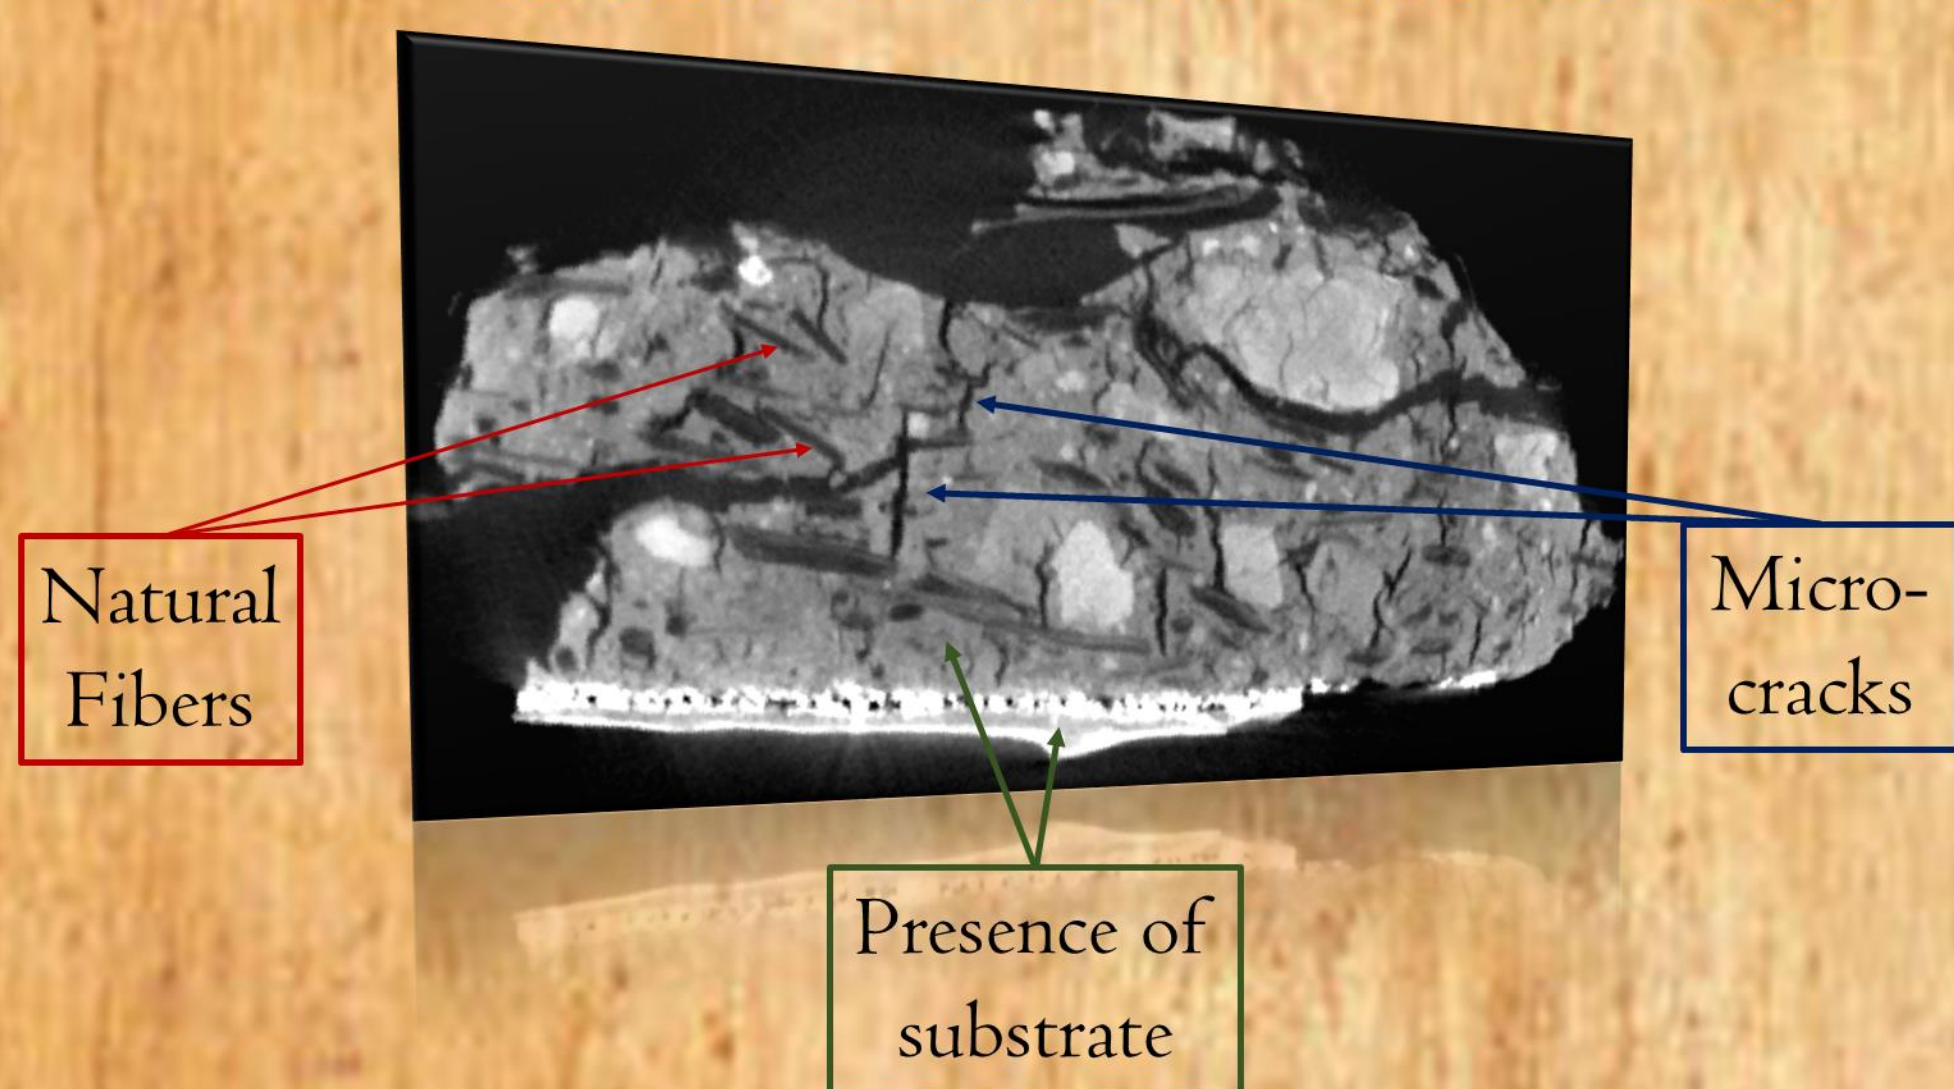 Natural
Fibers
Micro-
cracks
Presence of
substrate